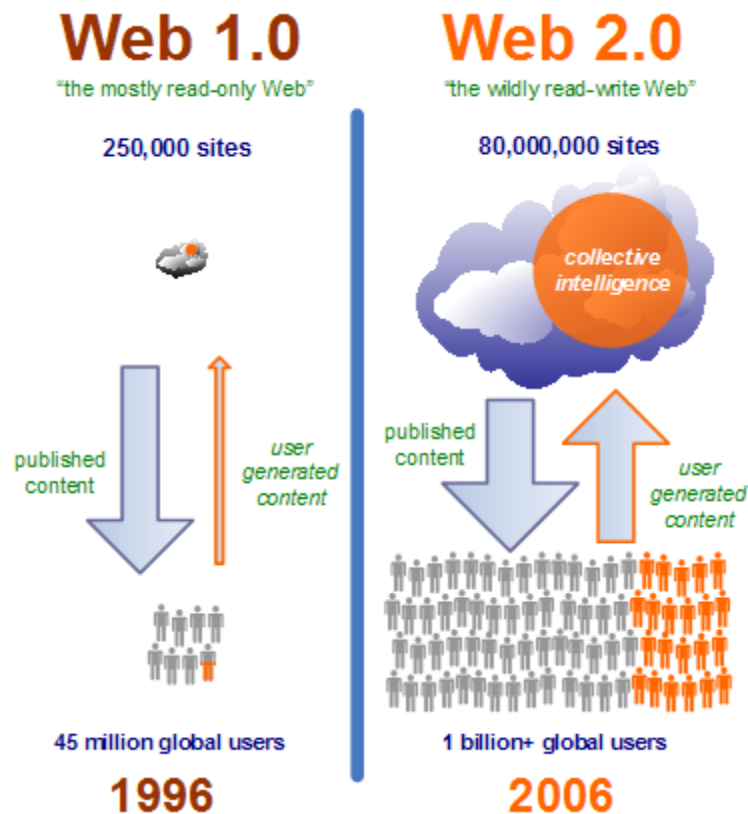 Web 1.0
"the mostly read-only Web"
250,000 sites
published
content
user
generated
content
45 million global users
1996
Web 2.0
"the wildly read-write Web"
80,000,000 sites
collective
intelligence
published
content
user
generated
content
1 billion+ global users
2006